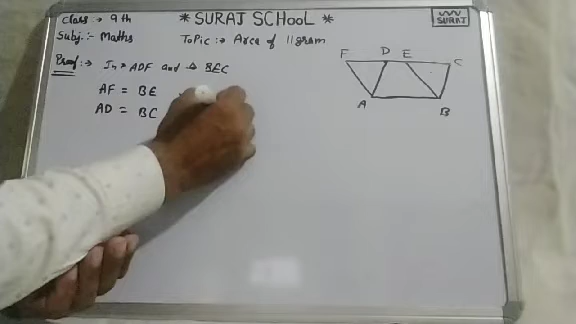 Class :→ 9th
* SURAJ SCHooL *
SURAJ
Subj:- Maths
Topic :→ Area of ||gram
Proof :→ In △ ADF and △ BEC
AF = BE
AD = BC
F D E C
A B